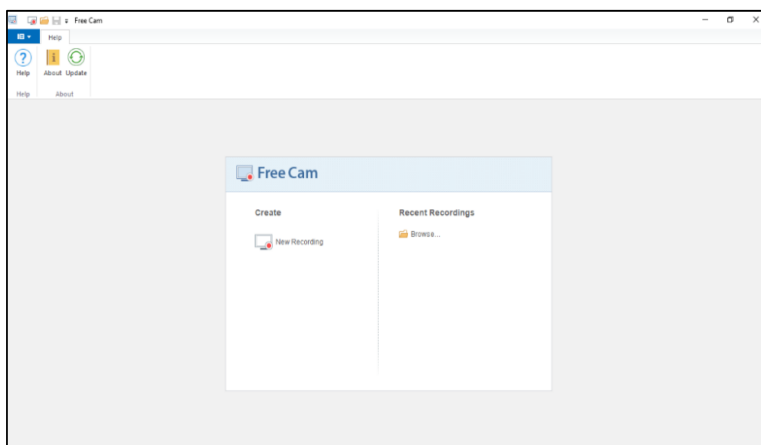 Free Cam
Help
Help
About
Update
Help
About
Free Cam
Create
Recent Recordings
New Recording
Browse...